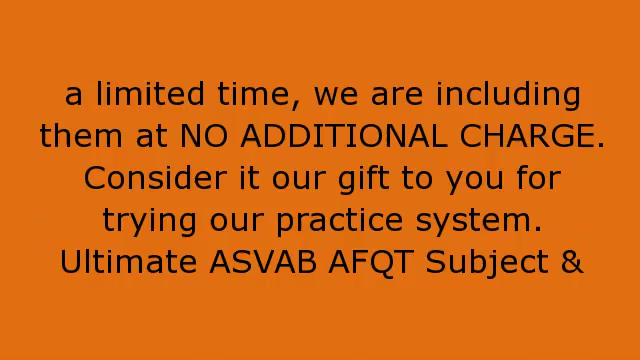 a limited time, we are including
them at NO ADDITIONAL CHARGE.
Consider it our gift to you for
trying our practice system.
Ultimate ASVAB AFQT Subject &